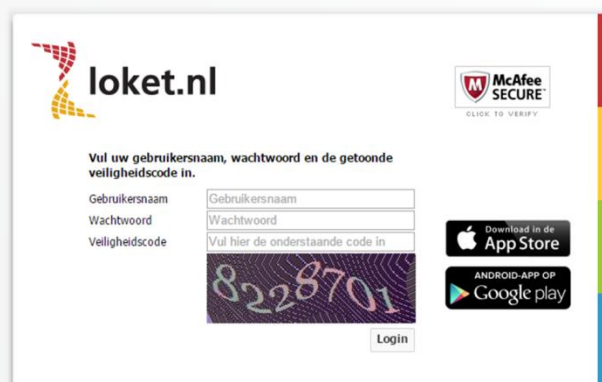 loket.nl
McAfee
SECURE
CLICK TO VERIFY
Vul uw gebruikersnaam, wachtwoord en de getoonde
veiligheidscode in.
Gebruikersnaam Gebruikersnaam
Wachtwoord Wachtwoord
Veiligheidscode Vul hier de onderstaande code in
8228701
Login
Download in de
App Store
ANDROID-APP OP
Google play